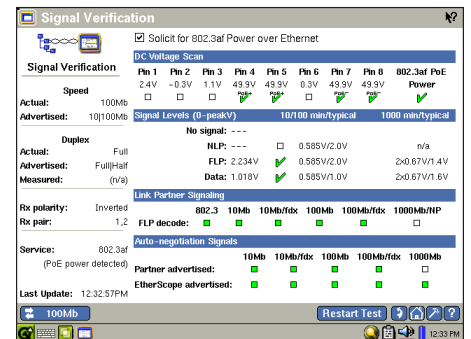 Signal Verification
?
Signal Verification
Speed
Actual: 100Mb
Advertised: 10|100Mb
Duplex
Actual: Full
Advertised: Full|Half
Measured: (n/a)
Rx polarity: Inverted
Rx pair: 1,2
Service: 802.3af
(PoE power detected)
Last Update: 12:32:57PM
Solicit for 802.3af Power over Ethernet
DC Voltage Scan
Pin 1 Pin 2 Pin 3 Pin 4 Pin 5 Pin 6 Pin 7 Pin 8 802.3af PoE
2.4V -0.3V 1.1V 49.9V 49.9V 0.3V 49.9V 49.9V Power
PoE+ PoE+ PoE- PoE-
Signal Levels (0-peakV) 10/100 min/typical 1000 min/typical
No signal: ---
NLP: --- 0.585V/2.0V n/a
FLP: 2.234V 0.585V/1.0V 2x0.67V/1.4V
Data: 1.018V 0.585V/1.0V 2x0.67V/1.6V
Link Partner Signaling
802.3 10Mb 10Mb/fdx 100Mb 100Mb/fdx 1000Mb/NP
FLP decode:
Auto-negotiation Signals
10Mb 10Mb/fdx 100Mb 100Mb/fdx 1000Mb
Partner advertised:
EtherScope advertised:
100Mb Restart Test ?
12:33 PM